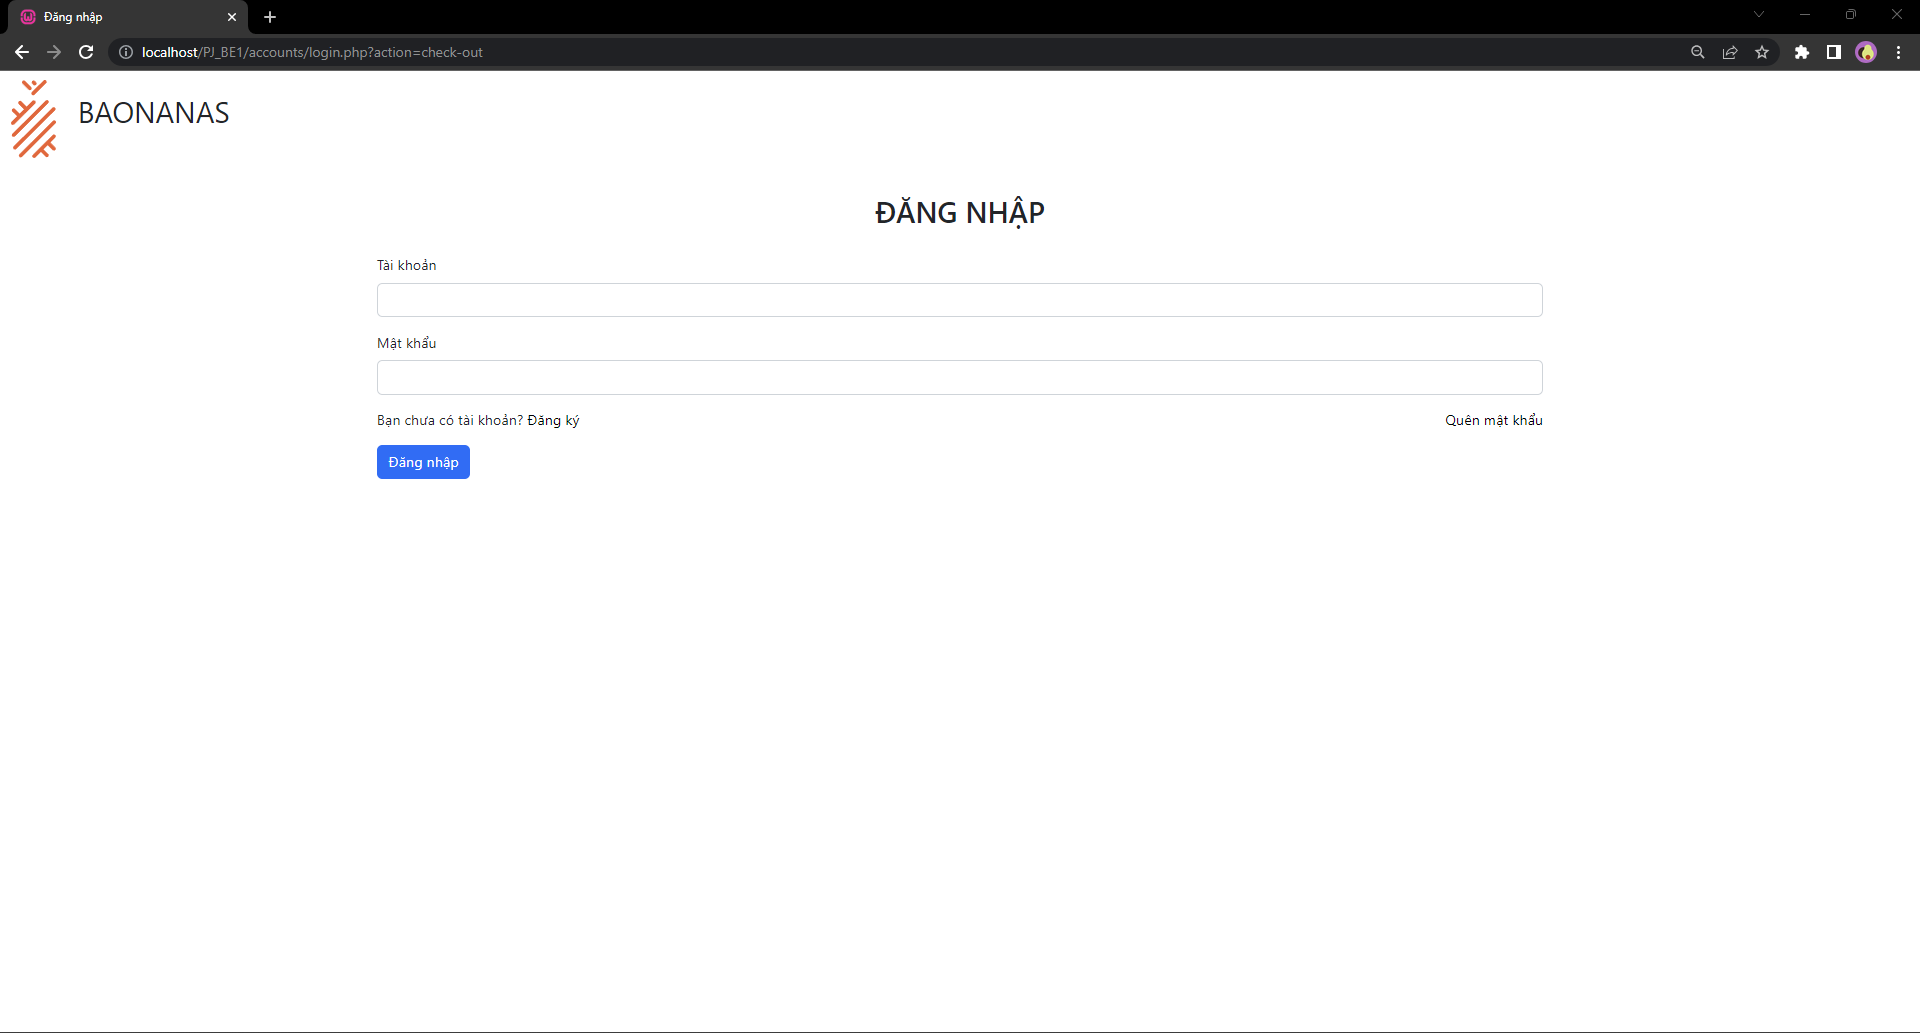 Đăng nhập
localhost/PJ_BE1/accounts/login.php?action=check-out
BAONANAS
ĐĂNG NHẬP
Tài khoản
Mật khẩu
Bạn chưa có tài khoản? Đăng ký
Quên mật khẩu
Đăng nhập